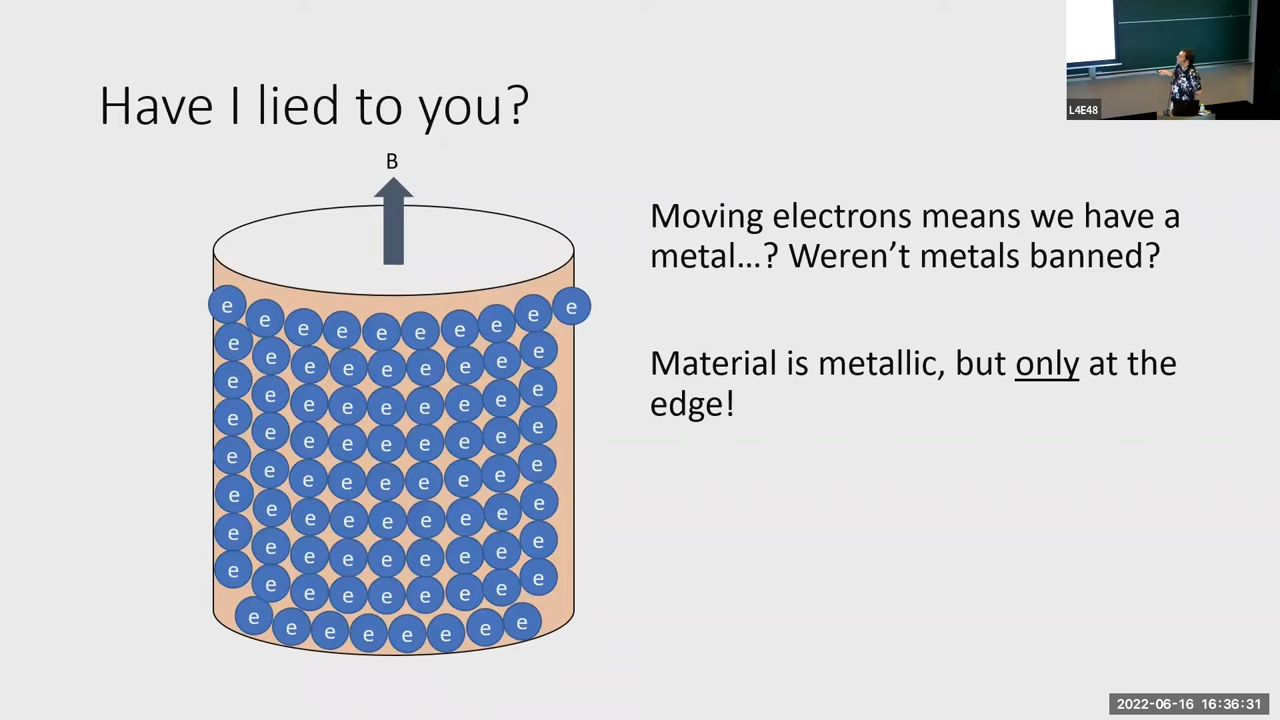 L4E48
Have I lied to you?
B
Moving electrons means we have a
metal...? Weren't metals banned?
Material is metallic, but only at the
edge!
e e e e e e e e e e
e e e e e e e e e
e e e e e e e e e
e e e e e e e e e
e e e e e e e e e
e e e e e e e e e
e e e e e e e e e
e e e e e e e e e
e e e e e e e e
2022-06-16 16:36:31